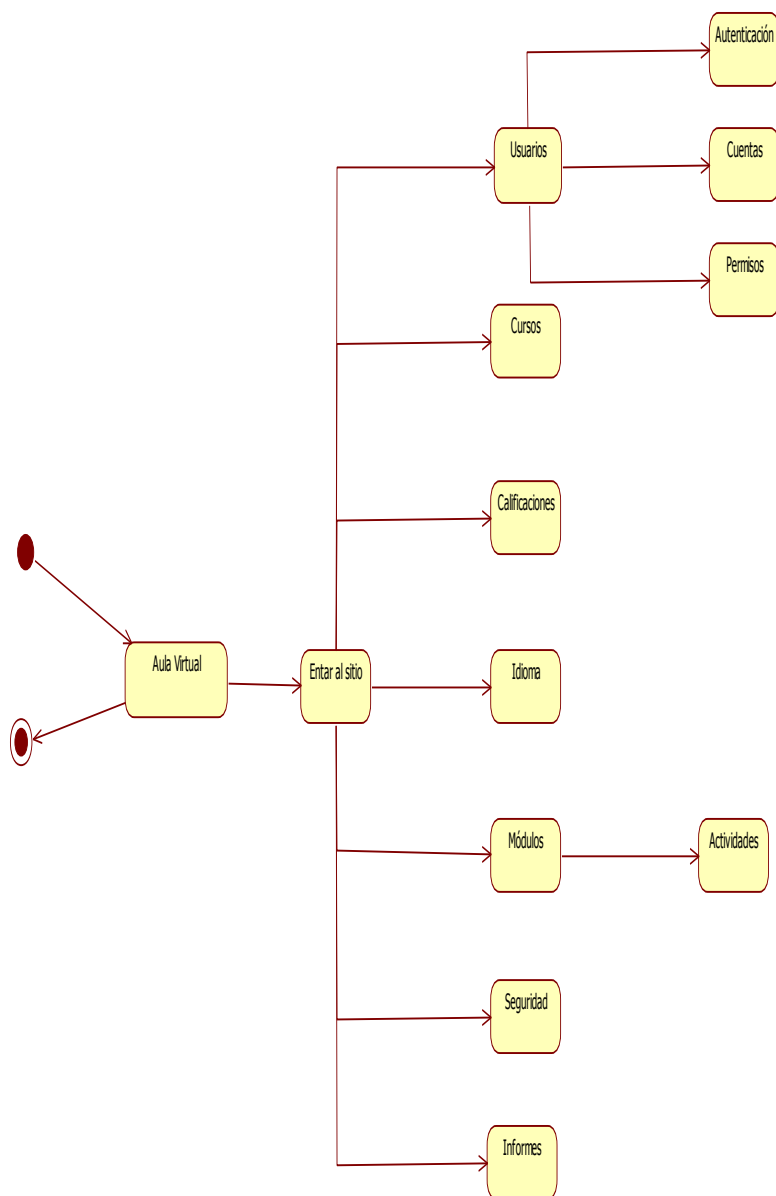 Autenticación
Usuarios
Cuentas
Permisos
Cursos
Calificaciones
Aula Virtual
Entar al sitio
Idioma
Módulos
Actividades
Seguridad
Informes